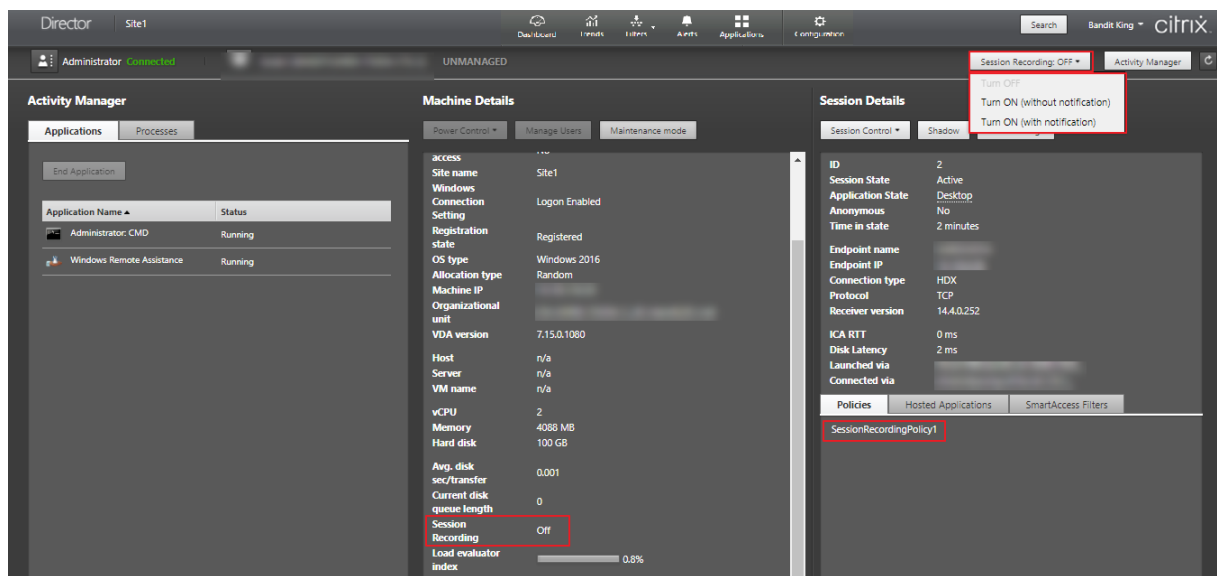 Director
Site1
Dashboard
Trends
Filters
Alerts
Applications
Configuration
Search
Bandit King
citrix
Administrator Connected
UNMANAGED
Session Recording: OFF
Activity Manager
Turn OFF
Turn ON (without notification)
Turn ON (with notification)
Activity Manager
Applications
Processes
End Application
Application Name
Status
Administrator: CMD
Running
Windows Remote Assistance
Running
Machine Details
Power Control
Manage Users
Maintenance mode
access
No
Site name
Site1
Windows
Connection
Setting
Logon Enabled
Registration
state
Registered
OS type
Windows 2016
Allocation type
Random
Machine IP
Organizational
unit
VDA version
7.15.0.1080
Host
n/a
Server
n/a
VM name
n/a
vCPU
2
Memory
4088 MB
Hard disk
100 GB
Avg. disk
sec/transfer
0.001
Current disk
queue length
0
Session
Recording
Off
Load evaluator
index
0.8%
Session Details
Session Control
Shadow
ID
2
Session State
Active
Application State
Desktop
Anonymous
No
Time in state
2 minutes
Endpoint name
Endpoint IP
Connection type
HDX
Protocol
TCP
Receiver version
14.4.0.252
ICA RTT
0 ms
Disk Latency
2 ms
Launched via
Connected via
Policies
Hosted Applications
SmartAccess Filters
SessionRecordingPolicy1